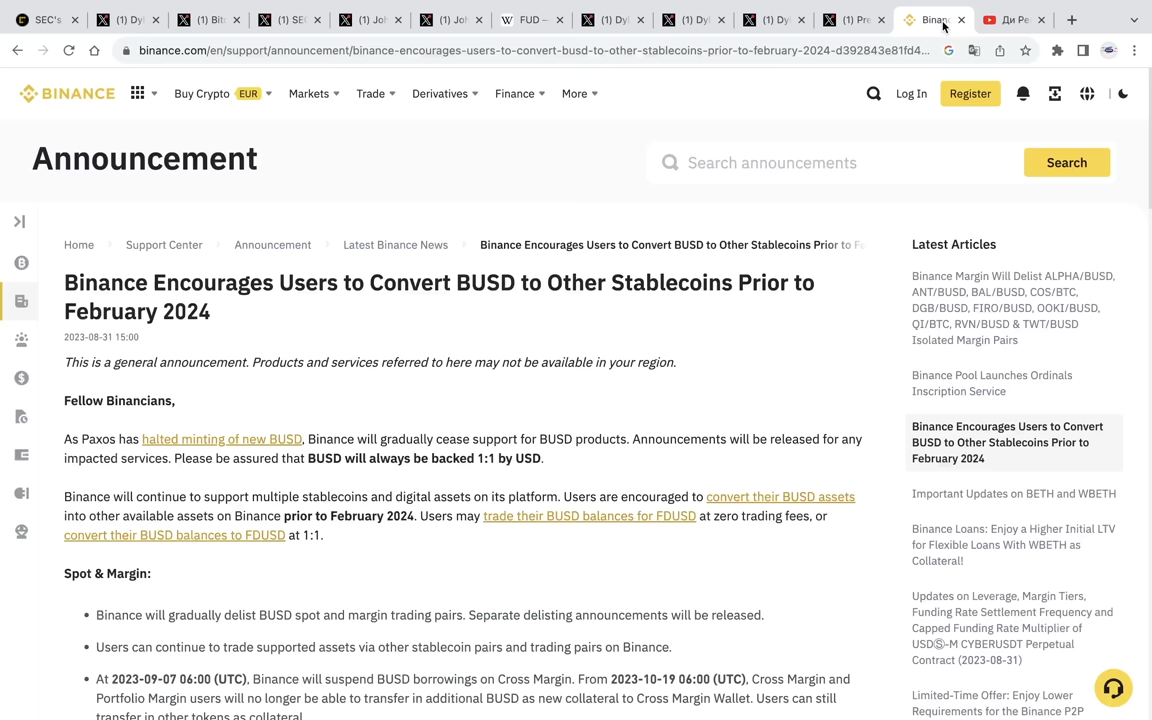 SEC's
(1) Dyl
(1) Bit
(1) SEC
(1) Joh
(1) Joh
FUD –
(1) Dyl
(1) Dyl
(1) Dyl
(1) Pre
Binan
Ди Ре
binance.com/en/support/announcement/binance-encourages-users-to-convert-busd-to-other-stablecoins-prior-to-february-2024-d392843e81fd4...
BINANCE
Buy Crypto EUR
Markets
Trade
Derivatives
Finance
More
Log In
Register
Announcement
Search announcements
Search
Home
Support Center
Announcement
Latest Binance News
Binance Encourages Users to Convert BUSD to Other Stablecoins Prior to Fe
Binance Encourages Users to Convert BUSD to Other Stablecoins Prior to
February 2024
2023-08-31 15:00
This is a general announcement. Products and services referred to here may not be available in your region.
Fellow Binancians,
As Paxos has halted minting of new BUSD, Binance will gradually cease support for BUSD products. Announcements will be released for any
impacted services. Please be assured that BUSD will always be backed 1:1 by USD.
Binance will continue to support multiple stablecoins and digital assets on its platform. Users are encouraged to convert their BUSD assets
into other available assets on Binance prior to February 2024. Users may trade their BUSD balances for FDUSD at zero trading fees, or
convert their BUSD balances to FDUSD at 1:1.
Spot & Margin:
• Binance will gradually delist BUSD spot and margin trading pairs. Separate delisting announcements will be released.
• Users can continue to trade supported assets via other stablecoin pairs and trading pairs on Binance.
• At 2023-09-07 06:00 (UTC), Binance will suspend BUSD borrowings on Cross Margin. From 2023-10-19 06:00 (UTC), Cross Margin and
Portfolio Margin users will no longer be able to transfer in additional BUSD as new collateral to Cross Margin Wallet. Users can still
transfer in other tokens as collateral.
Latest Articles
Binance Margin Will Delist ALPHA/BUSD,
ANT/BUSD, BAL/BUSD, COS/BTC,
DGB/BUSD, FIRO/BUSD, OOKI/BUSD,
QI/BTC, RVN/BUSD & TWT/BUSD
Isolated Margin Pairs
Binance Pool Launches Ordinals
Inscription Service
Binance Encourages Users to Convert
BUSD to Other Stablecoins Prior to
February 2024
Important Updates on BETH and WBETH
Binance Loans: Enjoy a Higher Initial LTV
for Flexible Loans With WBETH as
Collateral!
Updates on Leverage, Margin Tiers,
Funding Rate Settlement Frequency and
Capped Funding Rate Multiplier of
USDⓈ-M CYBERUSDT Perpetual
Contract (2023-08-31)
Limited-Time Offer: Enjoy Lower
Requirements for the Binance P2P